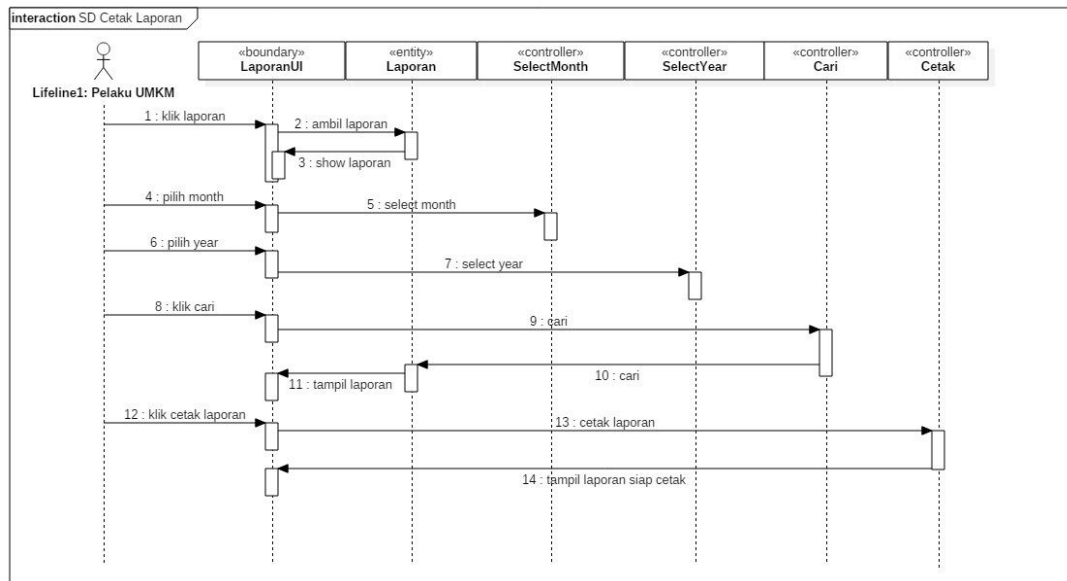 interaction SD Cetak Laporan
«boundary»
LaporanUI
«entity»
Laporan
«controller»
SelectMonth
«controller»
SelectYear
«controller»
Cari
«controller»
Cetak
Lifeline1: Pelaku UMKM
1 : klik laporan
2 : ambil laporan
3 : show laporan
4 : pilih month
5 : select month
6 : pilih year
7 : select year
8 : klik cari
9 : cari
10 : cari
11 : tampil laporan
12 : klik cetak laporan
13 : cetak laporan
14 : tampil laporan siap cetak